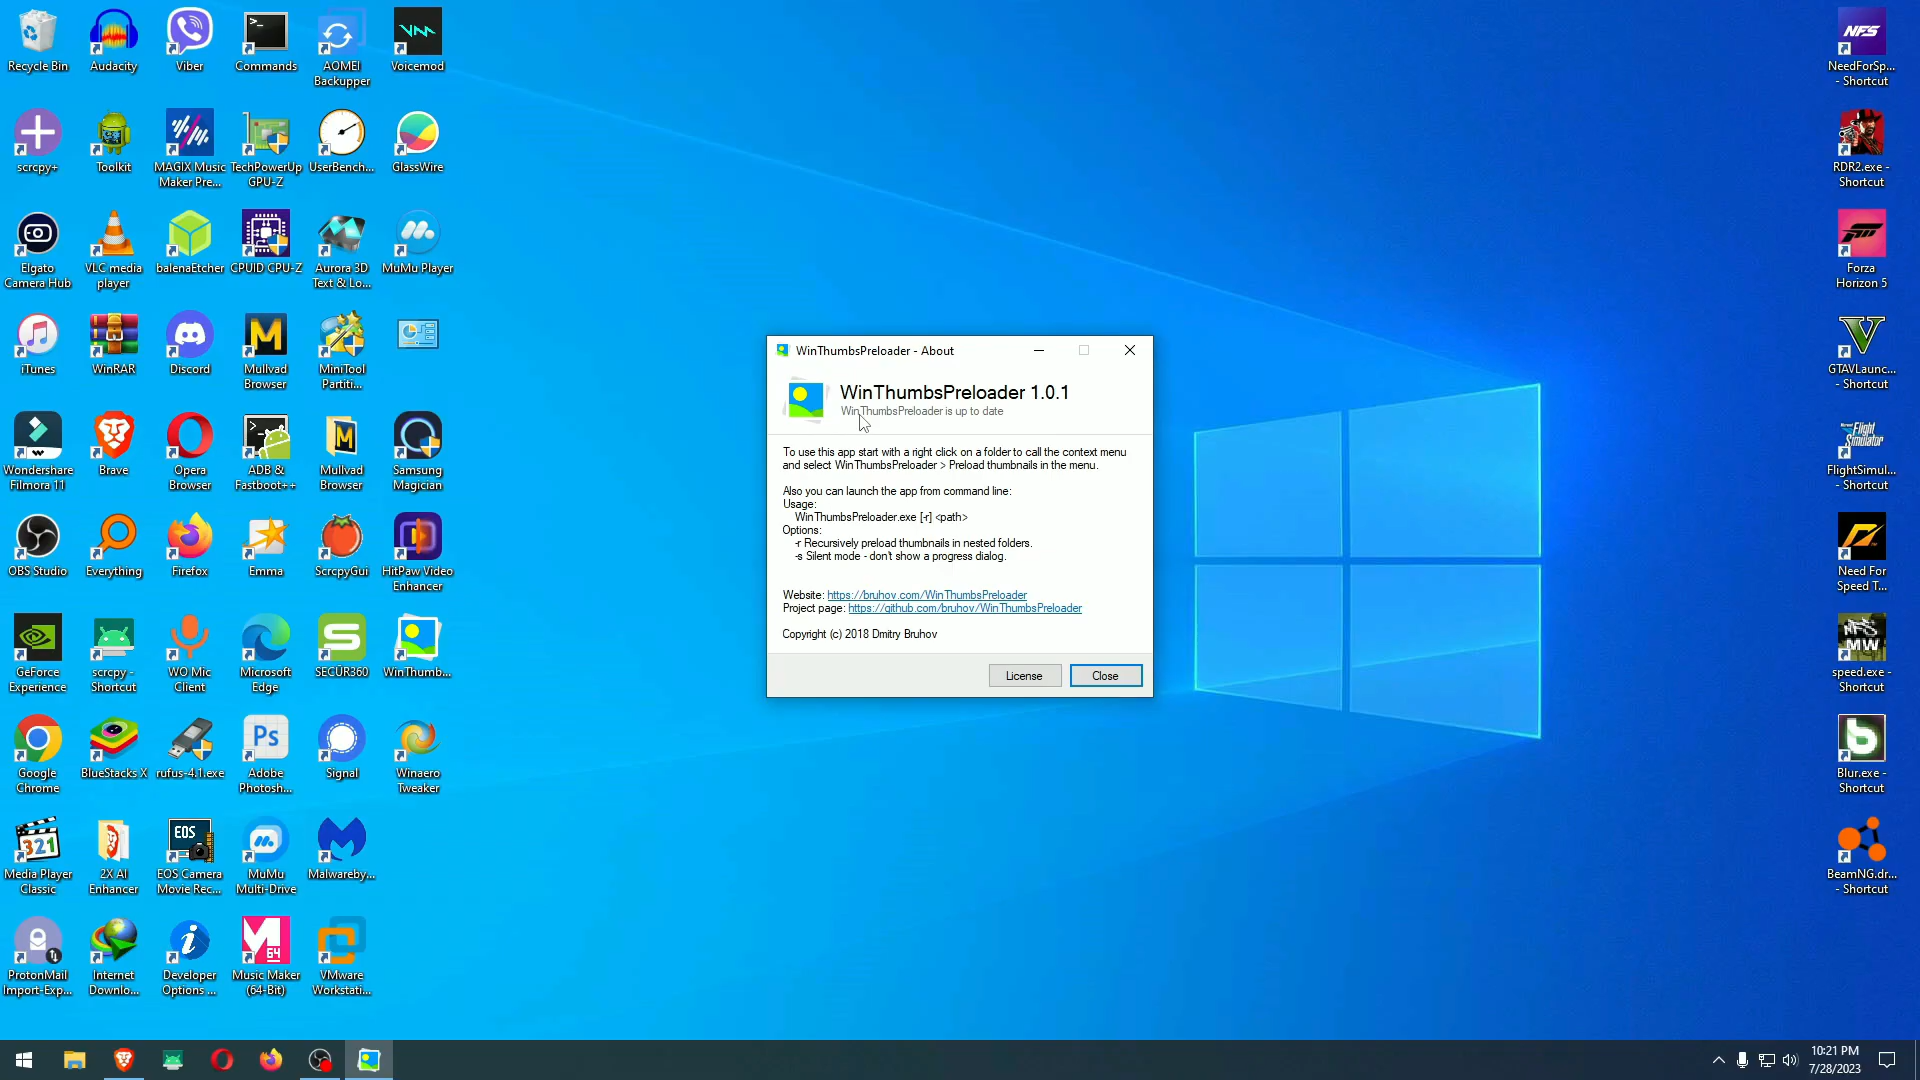 Recycle Bin
Audacity
Viber
Commands
AOMEI
Backupper
Voicemod
scrcpy+
Toolkit
MAGIX Music
Maker Pre...
TechPowerUp
GPU-Z
UserBench...
GlassWire
Elgato
Camera Hub
VLC media
player
balenaEtcher
CPUID CPU-Z
Aurora 3D
Text & Lo...
MuMu Player
iTunes
WinRAR
Discord
Mullvad
Browser
MiniTool
Partiti...
Wondershare
Filmora 11
Brave
Opera
Browser
ADB &
Fastboot++
Mullvad
Browser
Samsung
Magician
OBS Studio
Everything
Firefox
Emma
ScrcpyGui
HitPaw Video
Enhancer
GeForce
Experience
scrcpy -
Shortcut
WO Mic
Client
Microsoft
Edge
SECUR360
WinThumb...
Google
Chrome
BlueStacks X
rufus-4.1.exe
Ps
Adobe
Photosh...
Signal
Winaero
Tweaker
321
Media Player
Classic
2X AI
Enhancer
EOS
EOS Camera
Movie Rec...
MuMu
Multi-Drive
Malwareby...
ProtonMail
Import-Exp...
Internet
Downlo...
Developer
Options ...
64
Music Maker
(64-Bit)
VMware
Workstati...
WinThumbsPreloader - About
WinThumbsPreloader 1.0.1
WinThumbsPreloader is up to date
To use this app start with a right click on a folder to call the context menu
and select WinThumbsPreloader > Preload thumbnails in the menu.
Also you can launch the app from command line:
Usage:
WinThumbsPreloader.exe [-r] <path>
Options:
-r Recursively preload thumbnails in nested folders.
-s Silent mode - don't show a progress dialog.
Website: https://bruhov.com/WinThumbsPreloader
Project page: https://github.com/bruhov/WinThumbsPreloader
Copyright (c) 2018 Dmitry Bruhov
License
Close
NFS
NeedForSp...
- Shortcut
RDR2.exe -
Shortcut
Forza
Horizon 5
GTAVLaunc...
- Shortcut
Flight
Simulator
FlightSimul...
- Shortcut
Need For
Speed T...
NFS
MW
speed.exe -
Shortcut
Blur.exe -
Shortcut
BeamNG.dr...
- Shortcut
10:21 PM
7/28/2023